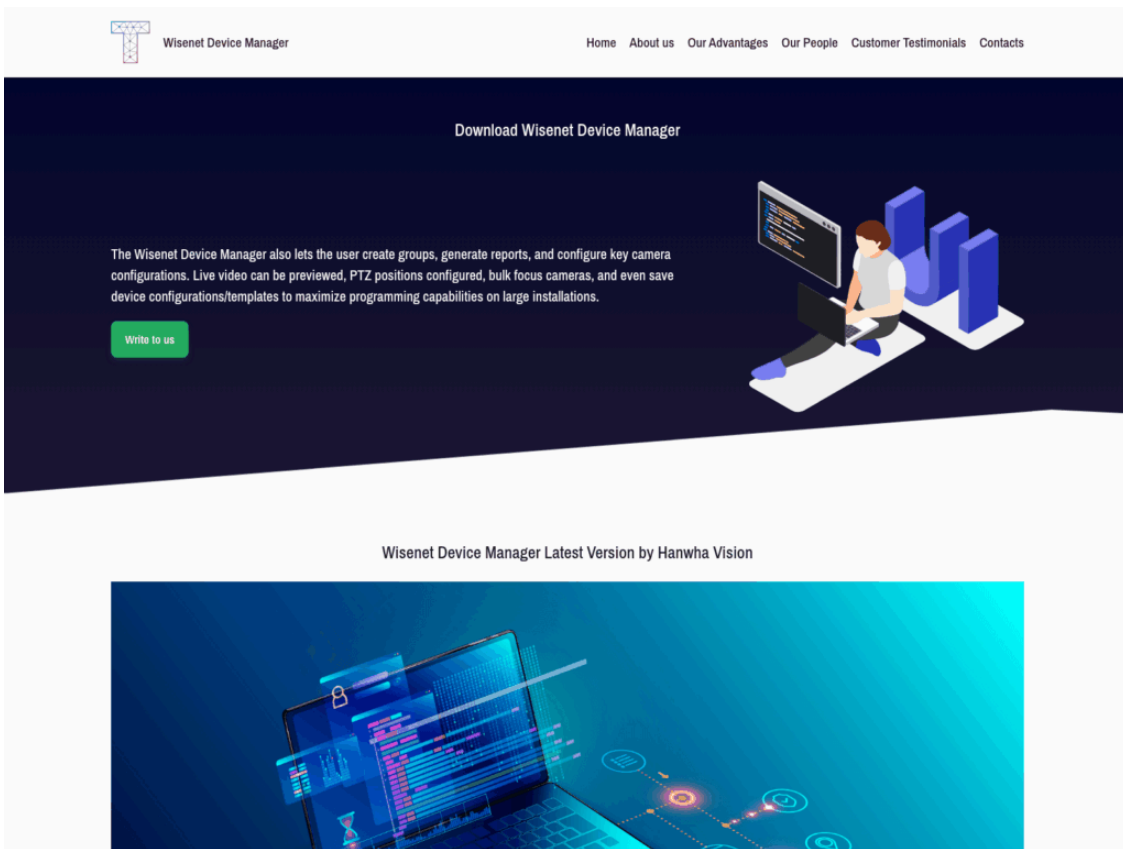 Wisenet Device Manager
Home About us Our Advantages Our People Customer Testimonials Contacts
Download Wisenet Device Manager
The Wisenet Device Manager also lets the user create groups, generate reports, and configure key camera
configurations. Live video can be previewed, PTZ positions configured, bulk focus cameras, and even save
device configurations/templates to maximize programming capabilities on large installations.
Write to us
Wisenet Device Manager Latest Version by Hanwha Vision